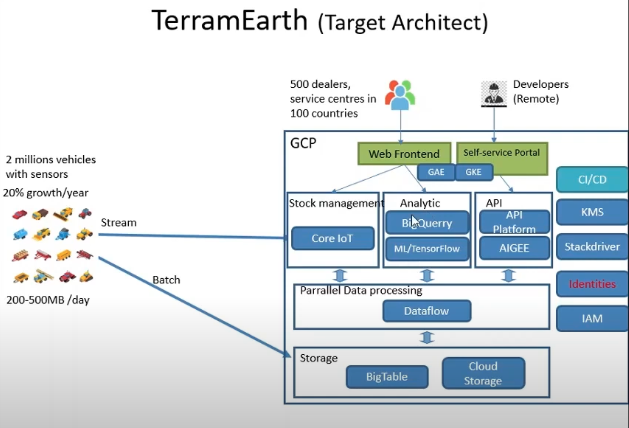 TerramEarth (Target Architect)
500 dealers,
service centres in
100 countries
Developers
(Remote)
GCP
Web Frontend
Self-service Portal
GAE
GKE
2 millions vehicles
with sensors
20% growth/year
Stream
Batch
200-500MB /day
Stock management
Core IoT
Analytic
BigQuerry
ML/TensorFlow
API
API
Platform
AIGEE
Parrallel Data processing
Dataflow
Storage
BigTable
Cloud
Storage
CI/CD
KMS
Stackdriver
Identities
IAM